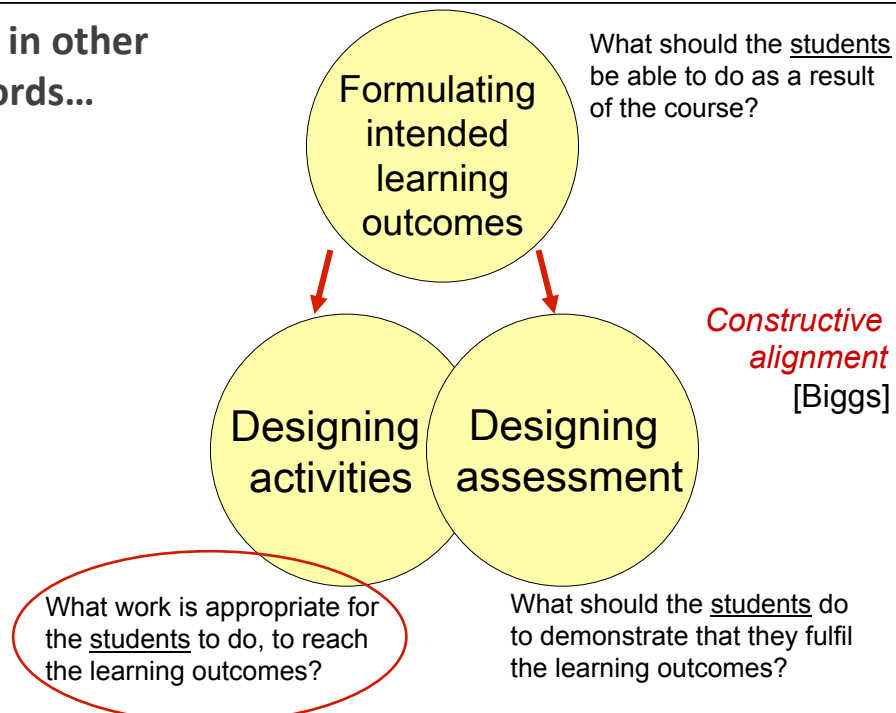 in other
ords...
What should the students
be able to do as a result
of the course?
Formulating
intended
learning
outcomes
Constructive
alignment
[Biggs]
Designing
activities
Designing
assessment
What work is appropriate for
the students to do, to reach
the learning outcomes?
What should the students do
to demonstrate that they fulfil
the learning outcomes?